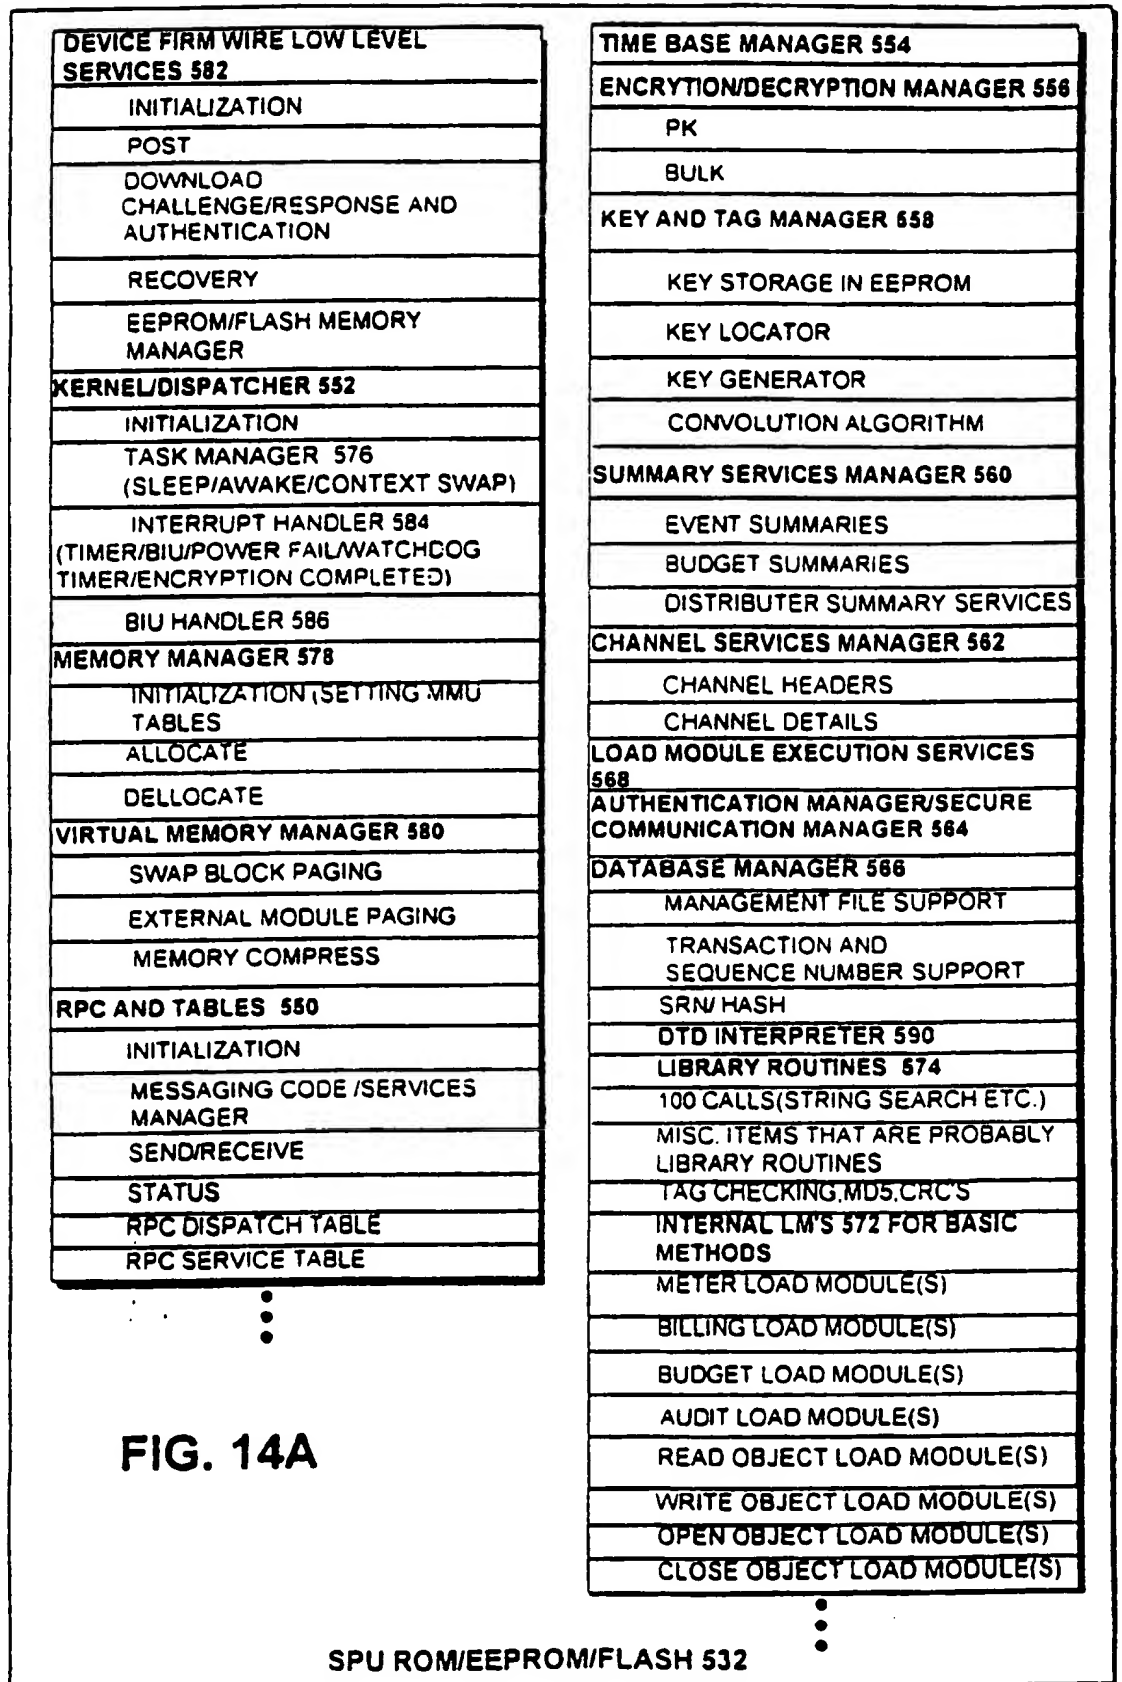 DEVICE FIRM WIRE LOW LEVEL
SERVICES 582
INITIALIZATION
POST
DOWNLOAD
CHALLENGE/RESPONSE AND
AUTHENTICATION
RECOVERY
EEPROM/FLASH MEMORY
MANAGER
KERNEL/DISPATCHER 552
INITIALIZATION
TASK MANAGER 576
(SLEEP/AWAKE/CONTEXT SWAP)
INTERRUPT HANDLER 584
(TIMER/BIU/POWER FAIL/WATCHDOG
TIMER/ENCRYPTION COMPLETED)
BIU HANDLER 586
MEMORY MANAGER 578
INITIALIZATION (SETTING MMU
TABLES
ALLOCATE
DELLOCATE
VIRTUAL MEMORY MANAGER 580
SWAP BLOCK PAGING
EXTERNAL MODULE PAGING
MEMORY COMPRESS
RPC AND TABLES 550
INITIALIZATION
MESSAGING CODE /SERVICES
MANAGER
SEND/RECEIVE
STATUS
RPC DISPATCH TABLE
RPC SERVICE TABLE
TIME BASE MANAGER 554
ENCRYTION/DECRYPTION MANAGER 556
PK
BULK
KEY AND TAG MANAGER 558
KEY STORAGE IN EEPROM
KEY LOCATOR
KEY GENERATOR
CONVOLUTION ALGORITHM
SUMMARY SERVICES MANAGER 560
EVENT SUMMARIES
BUDGET SUMMARIES
DISTRIBUTER SUMMARY SERVICES
CHANNEL SERVICES MANAGER 562
CHANNEL HEADERS
CHANNEL DETAILS
LOAD MODULE EXECUTION SERVICES
568
AUTHENTICATION MANAGER/SECURE
COMMUNICATION MANAGER 564
DATABASE MANAGER 566
MANAGEMENT FILE SUPPORT
TRANSACTION AND
SEQUENCE NUMBER SUPPORT
SRN/ HASH
DTD INTERPRETER 590
LIBRARY ROUTINES 574
100 CALLS(STRING SEARCH ETC.)
MISC. ITEMS THAT ARE PROBABLY
LIBRARY ROUTINES
TAG CHECKING,MD5,CRC'S
INTERNAL LM'S 572 FOR BASIC
METHODS
METER LOAD MODULE(S)
BILLING LOAD MODULE(S)
BUDGET LOAD MODULE(S)
AUDIT LOAD MODULE(S)
READ OBJECT LOAD MODULE(S)
WRITE OBJECT LOAD MODULE(S)
OPEN OBJECT LOAD MODULE(S)
CLOSE OBJECT LOAD MODULE(S)
FIG. 14A
SPU ROM/EEPROM/FLASH 532